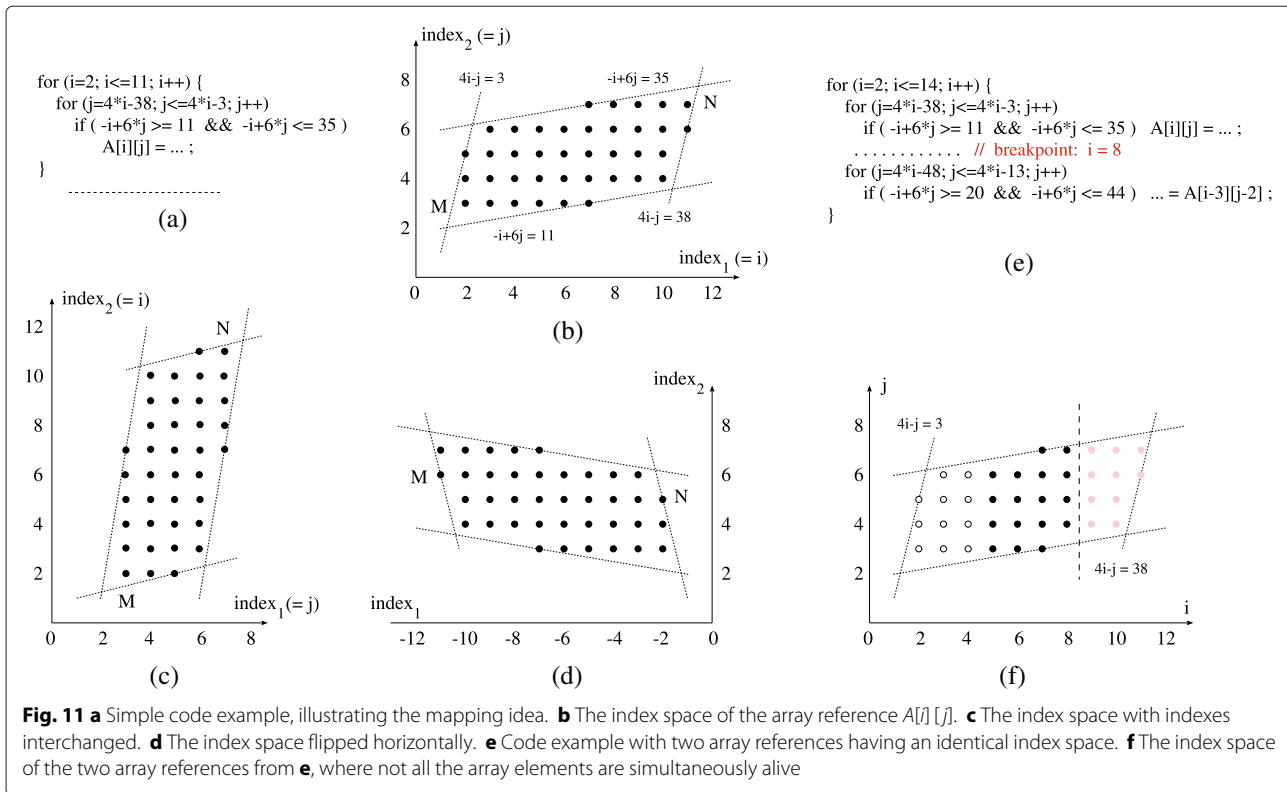 for (i=2; i<=11; i++) {
for (j=4*i-38; j<=4*i-3; j++)
if ( -i+6*j >= 11 && -i+6*j <= 35 )
A[i][j] = ... ;
}
(a)
index2 (= j)
4i-j = 3
-i+6j = 35
8
N
6
4
M
2
-i+6j = 11
4i-j = 38
index1 (= i)
0 2 4 6 8 10 12
(b)
for (i=2; i<=14; i++) {
for (j=4*i-38; j<=4*i-3; j++)
if ( -i+6*j >= 11 && -i+6*j <= 35 ) A[i][j] = ... ;
. . . . . . . . . . . . // breakpoint: i = 8
for (j=4*i-48; j<=4*i-13; j++)
if ( -i+6*j >= 20 && -i+6*j <= 44 ) ... = A[i-3][j-2] ;
}
(e)
index2 (= i)
12
N
10
8
6
4
2
M
index1 (= j)
0 2 4 6 8
(c)
index2
8
6
M
N
4
2
index1
-12 -10 -8 -6 -4 -2 0
(d)
j
8
4i-j = 3
6
4
2
4i-j = 38
i
0 2 4 6 8 10 12
(f)
Fig. 11 a Simple code example, illustrating the mapping idea. b The index space of the array reference A[i] [ j]. c The index space with indexes
interchanged. d The index space flipped horizontally. e Code example with two array references having an identical index space. f The index space
of the two array references from e, where not all the array elements are simultaneously alive